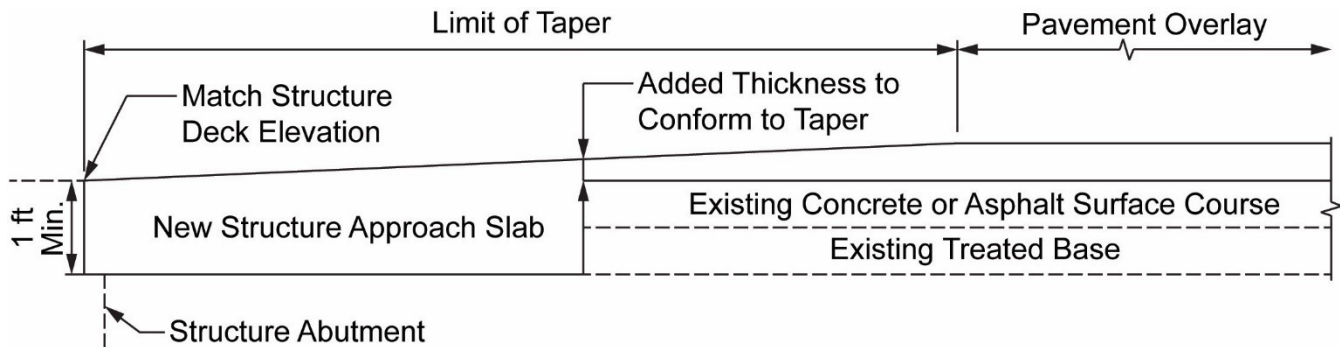 Limit of Taper
Pavement Overlay
Match Structure
Deck Elevation
Added Thickness to
Conform to Taper
1 ft
Min.
New Structure Approach Slab
Existing Concrete or Asphalt Surface Course
Existing Treated Base
Structure Abutment